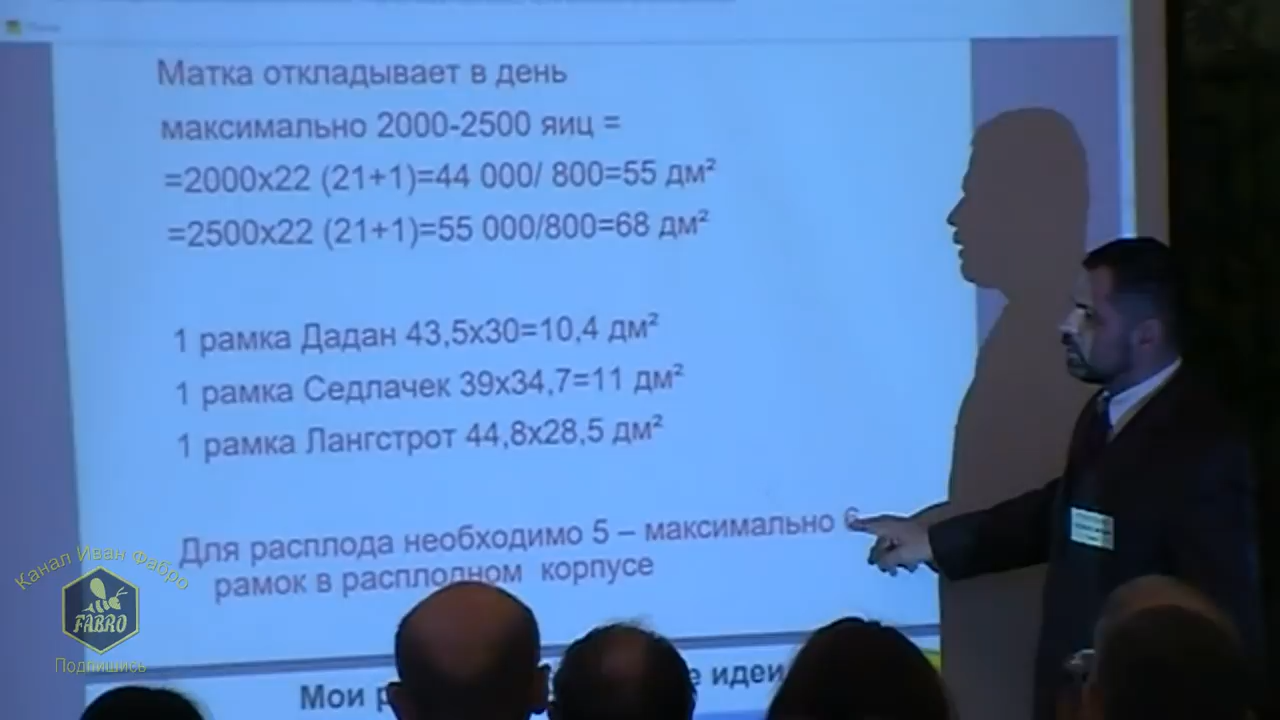 Матка откладывает в день
максимально 2000-2500 яиц =
=2000х22 (21+1)=44 000/ 800=55 дм²
=2500х22 (21+1)=55 000/800=68 дм²
1 рамка Дадан 43,5х30=10,4 дм²
1 рамка Седлачек 39х34,7=11 дм²
1 рамка Лангстрот 44,8х28,5 дм²
Для расплода необходимо 5 – максимально 6
рамок в расплодном корпусе
Канал Иван Фабро
FABRO
Подпишись
Мои идеи